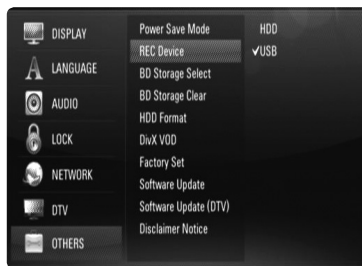 DISPLAY
LANGUAGE
AUDIO
LOCK
NETWORK
DTV
OTHERS
Power Save Mode
REC Device
BD Storage Select
BD Storage Clear
HDD Format
DivX VOD
Factory Set
Software Update
Software Update (DTV)
Disclaimer Notice
HDD
✔USB